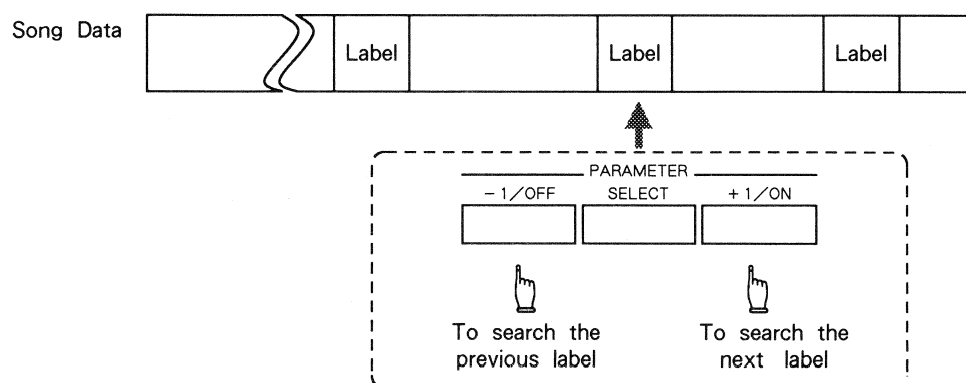 Song Data
Label Label Label
PARAMETER
- 1/OFF SELECT + 1/ON
To search the To search the
previous label next label